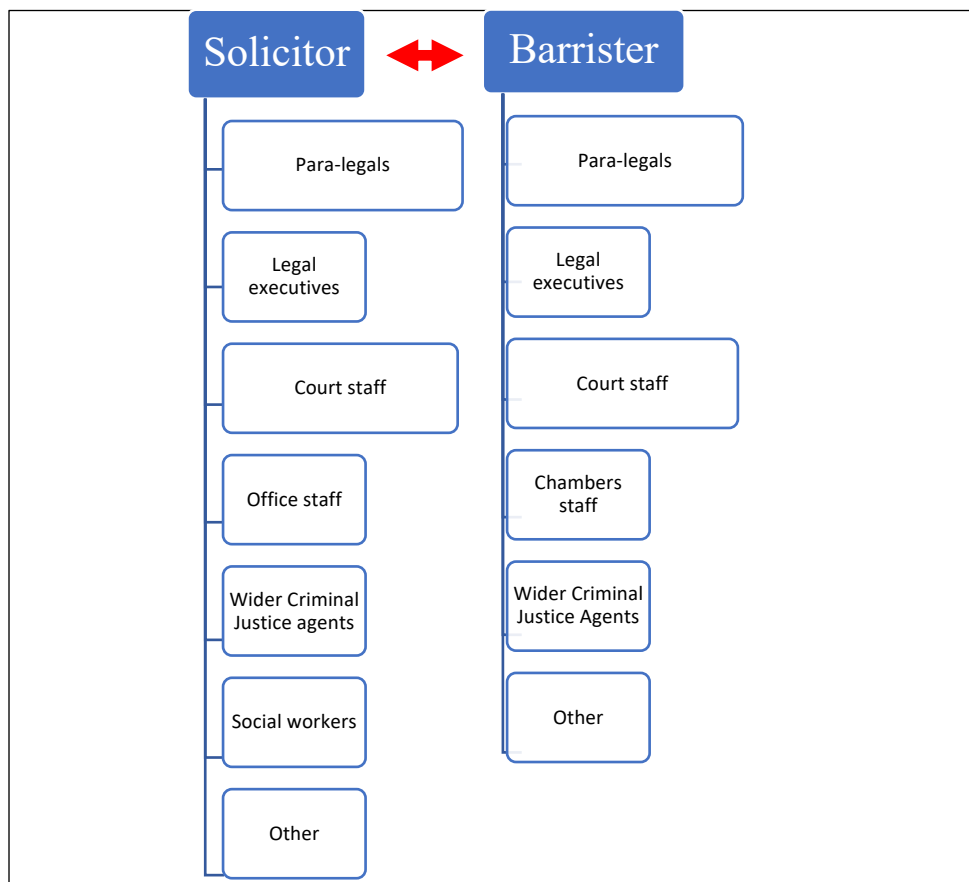 Solicitor
Para-legals
Legal
executives
Court staff
Office staff
Wider Criminal
Justice agents
Social workers
Other
Barrister
Para-legals
Legal
executives
Court staff
Chambers
staff
Wider Criminal
Justice Agents
Other